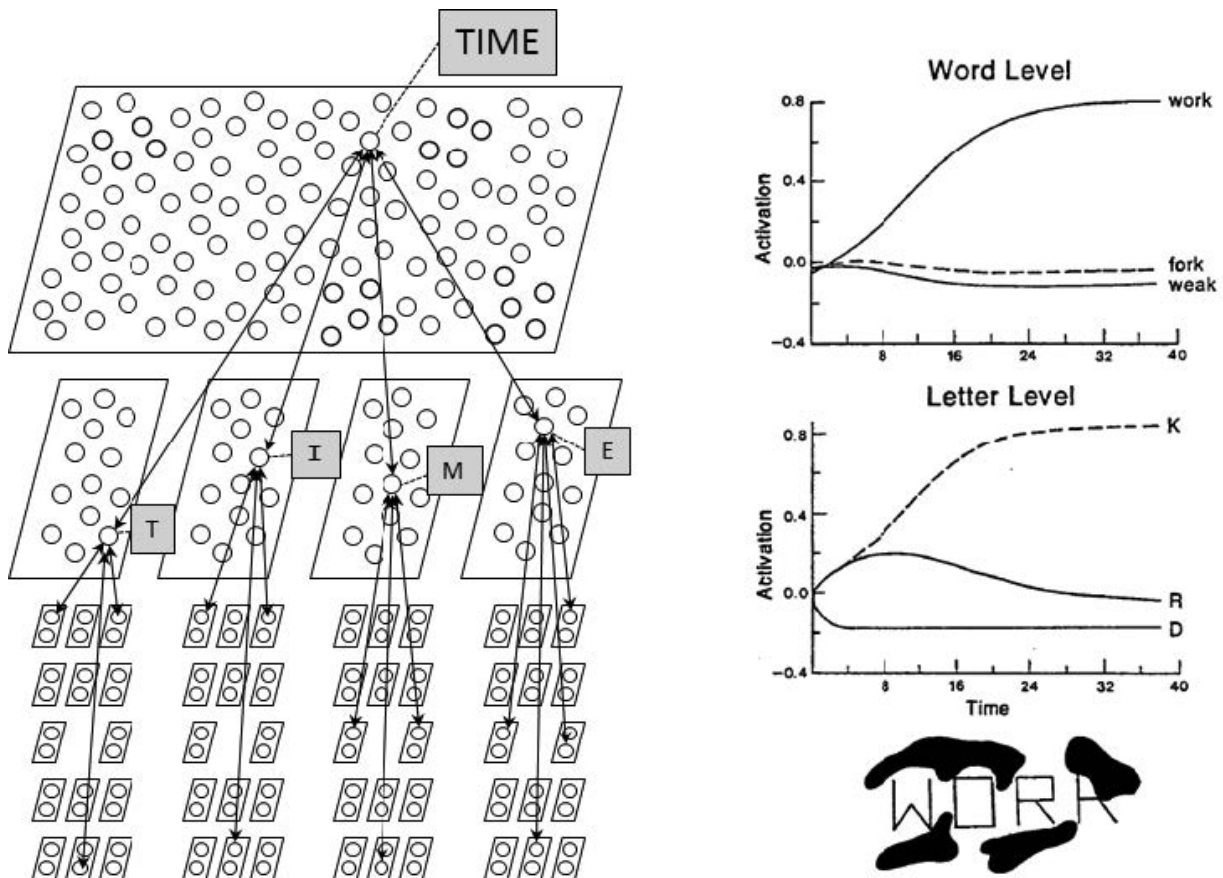 TIME
I
M
E
T
Word Level
Activation
0.8
0.4
0.0
−0.4
8
16
24
32
40
work
fork
weak
Letter Level
Activation
0.8
0.4
0.0
−0.4
8
16
24
32
40
Time
K
R
D
WOR